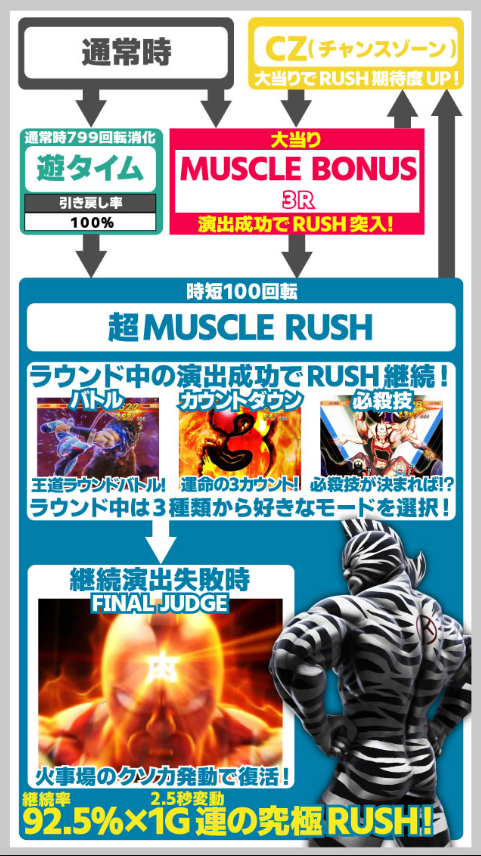 通常時
CZ(チャンスゾーン)
大当りでRUSH期待度UP!
通常時799回転消化
遊タイム
引き戻し率
100%
大当り
MUSCLE BONUS
3R
演出成功でRUSH突入!
時短100回転
超MUSCLE RUSH
ラウンド中の演出成功でRUSH継続!
バトル
カウントダウン
必殺技
王道ラウンドバトル!
運命の3カウント!
必殺技が決まれば!?
ラウンド中は3種類から好きなモードを選択!
継続演出失敗時
FINAL JUDGE
肉
火事場のクソ力発動で復活!
継続率
2.5秒変動
92.5%×1G連の究極RUSH!